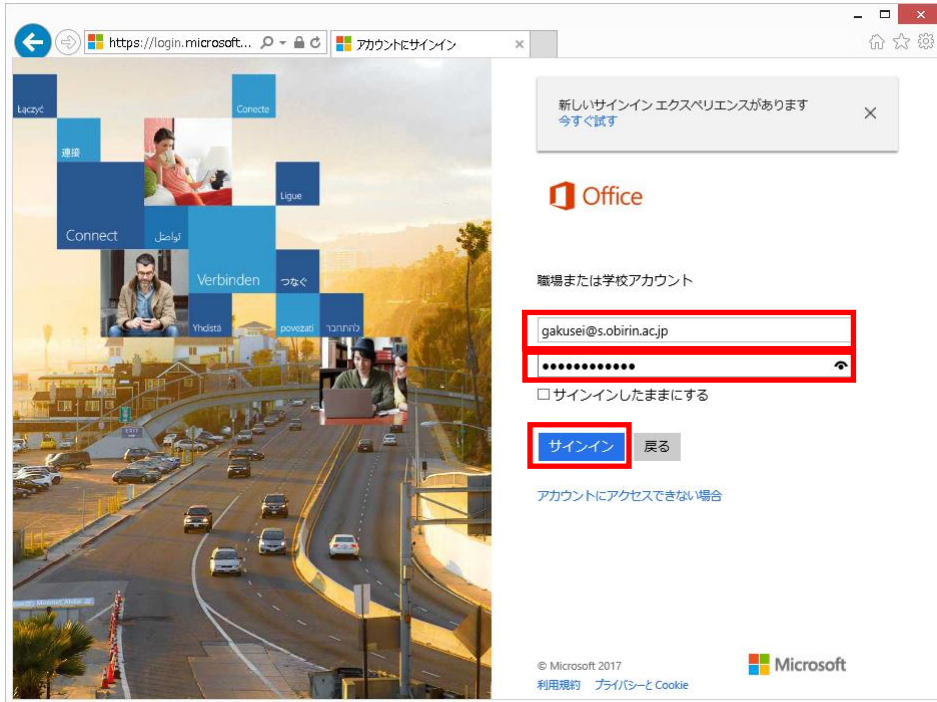 https://login.microsoft...
アカウントにサインイン
Łączyć
Conecte
連接
Ligue
Connect
تواصل
Verbinden
つなぐ
Yhdistä
povezati
להתחבר
EXIT
新しいサインイン エクスペリエンスがあります
今すぐ試す
Office
職場または学校アカウント
gakusei@s.obirin.ac.jp
サインインしたままにする
サインイン
戻る
アカウントにアクセスできない場合
© Microsoft 2017
Microsoft
利用規約 プライバシーと Cookie